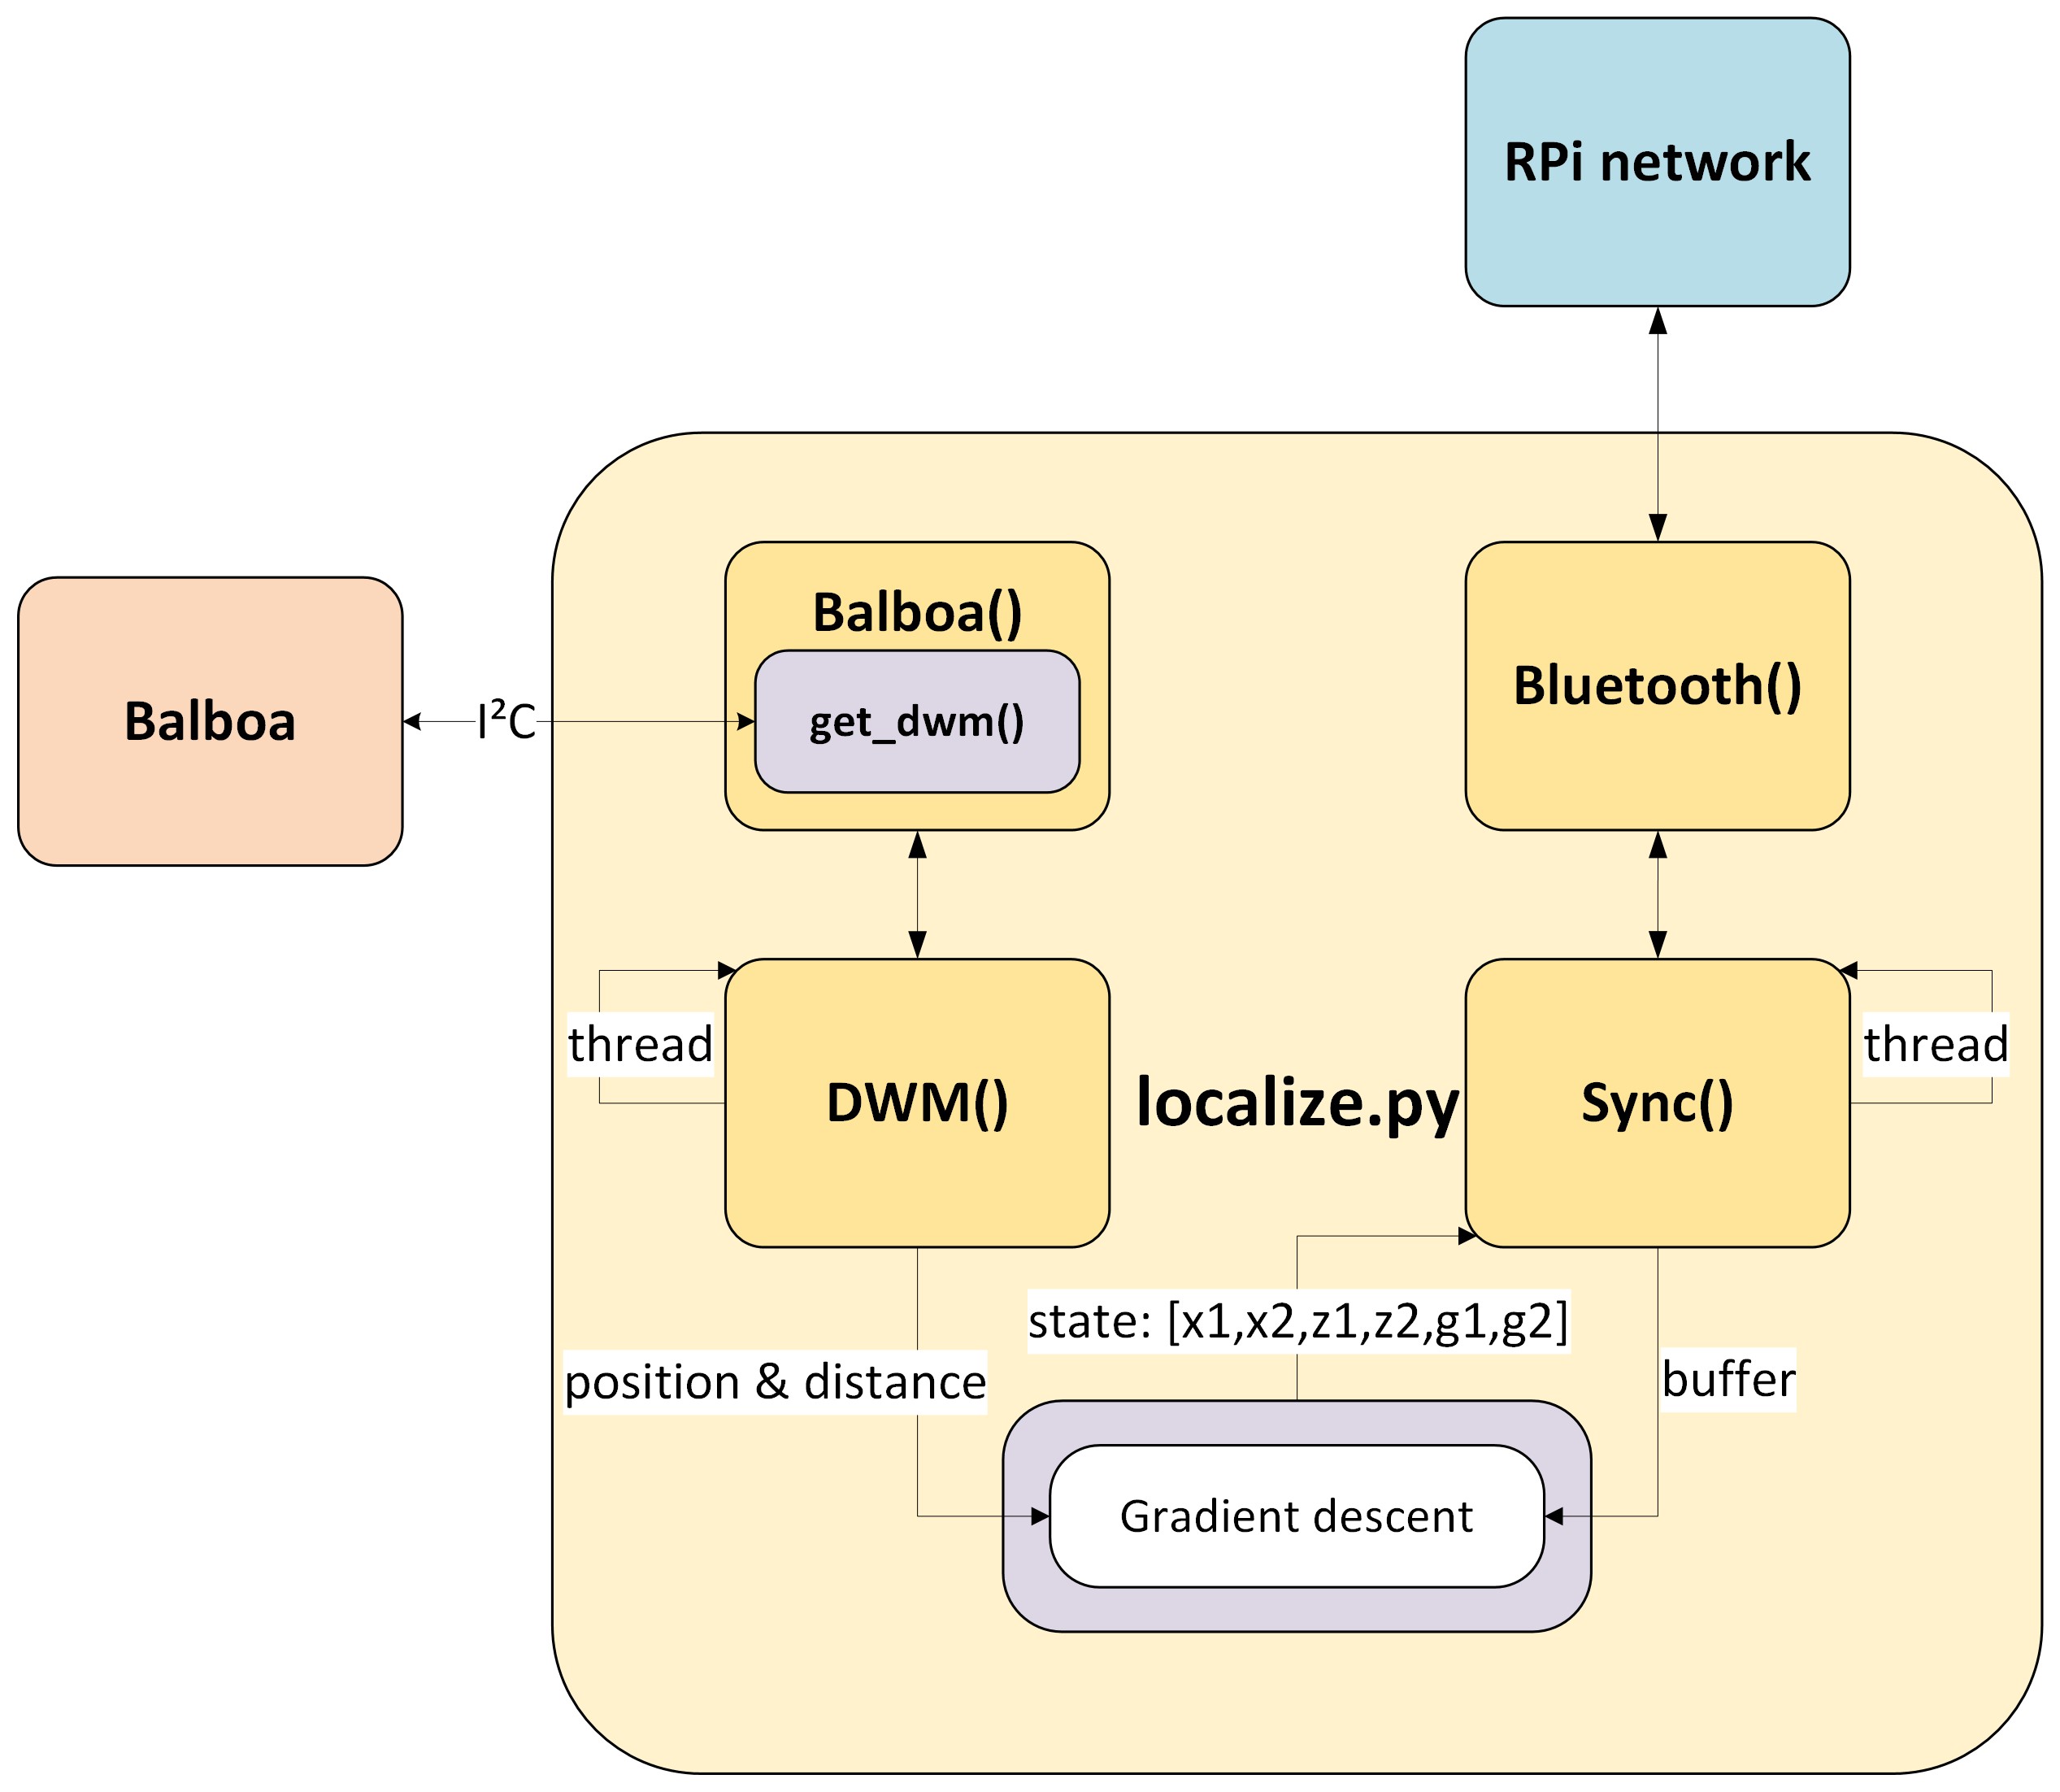 RPi network
Balboa()
Bluetooth()
Balboa
I²C
get_dwm()
thread
thread
DWM()
localize.py
Sync()
state: [x1,x2,z1,z2,g1,g2]
position & distance
buffer
Gradient descent